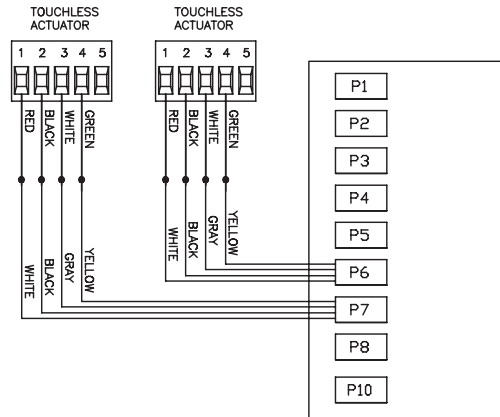 TOUCHLESS
ACTUATOR
TOUCHLESS
ACTUATOR
1 2 3 4 5
1 2 3 4 5
RED
BLACK
WHITE
GREEN
RED
BLACK
WHITE
GREEN
WHITE
BLACK
GRAY
YELLOW
WHITE
BLACK
GRAY
YELLOW
P1
P2
P3
P4
P5
P6
P7
P8
P10